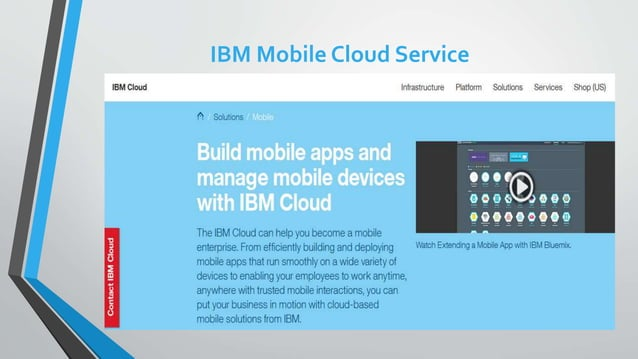 IBM Mobile Cloud Service
IBM Cloud Infrastructure Platform Solutions Services Shop (US)
/ Solutions / Mobile
Build mobile apps and
manage mobile devices
with IBM Cloud
The IBM Cloud can help you become a mobile
enterprise. From efficiently building and deploying
mobile apps that run smoothly on a wide variety of
devices to enabling your employees to work anytime,
anywhere with trusted mobile interactions, you can
put your business in motion with cloud-based
mobile solutions from IBM.
Watch Extending a Mobile App with IBM Bluemix.
Contact IBM Cloud